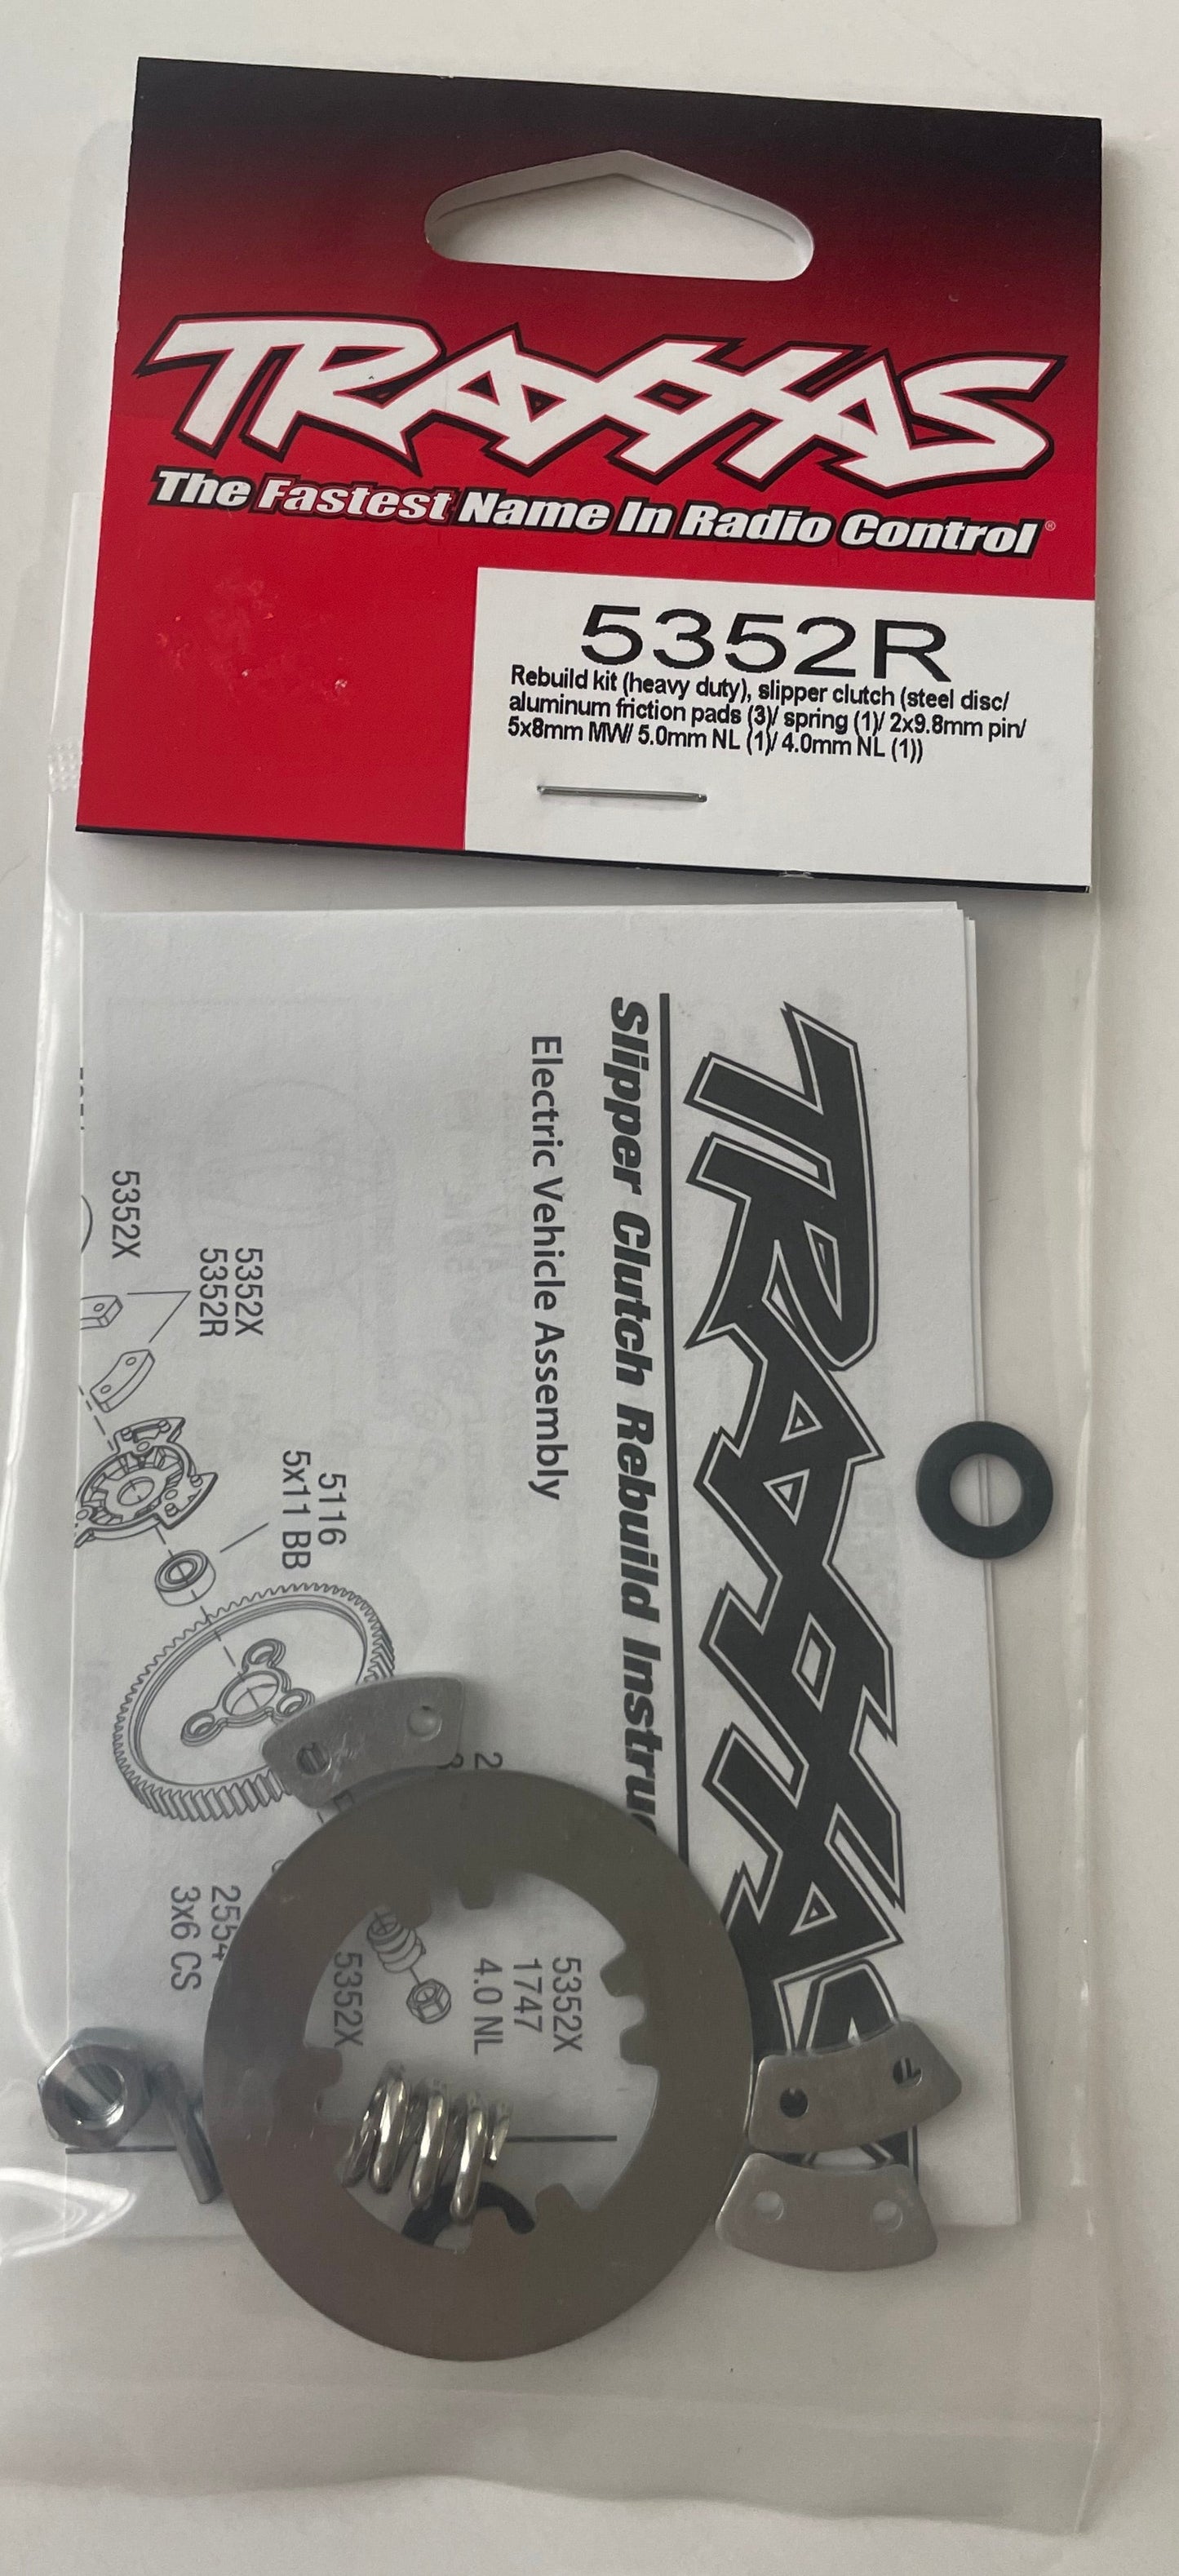 TRAXXAS
The Fastest Name In Radio Control®
5352R
Rebuild kit (heavy duty), slipper clutch (steel disc/
aluminum friction pads (3)/ spring (1)/ 2x9.8mm pin/
5x8mm MW/ 5.0mm NL (1)/ 4.0mm NL (1))
TRAXXAS
Slipper Clutch Rebuild
Electric Vehicle Assembly
5352X
5352X
5352R
5116
5x11 BB
2554
3x6 CS
5352X
5352X
1747
4.0 NL